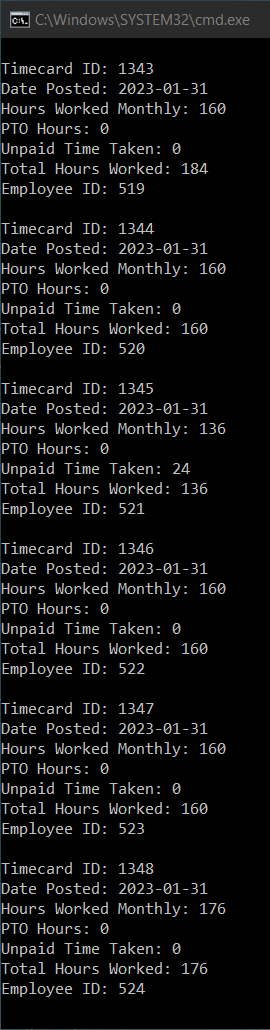 C:\Windows\SYSTEM32\cmd.exe
Timecard ID: 1343
Date Posted: 2023-01-31
Hours Worked Monthly: 160
PTO Hours: 0
Unpaid Time Taken: 0
Total Hours Worked: 184
Employee ID: 519
Timecard ID: 1344
Date Posted: 2023-01-31
Hours Worked Monthly: 160
PTO Hours: 0
Unpaid Time Taken: 0
Total Hours Worked: 160
Employee ID: 520
Timecard ID: 1345
Date Posted: 2023-01-31
Hours Worked Monthly: 136
PTO Hours: 0
Unpaid Time Taken: 24
Total Hours Worked: 136
Employee ID: 521
Timecard ID: 1346
Date Posted: 2023-01-31
Hours Worked Monthly: 160
PTO Hours: 0
Unpaid Time Taken: 0
Total Hours Worked: 160
Employee ID: 522
Timecard ID: 1347
Date Posted: 2023-01-31
Hours Worked Monthly: 160
PTO Hours: 0
Unpaid Time Taken: 0
Total Hours Worked: 160
Employee ID: 523
Timecard ID: 1348
Date Posted: 2023-01-31
Hours Worked Monthly: 176
PTO Hours: 0
Unpaid Time Taken: 0
Total Hours Worked: 176
Employee ID: 524